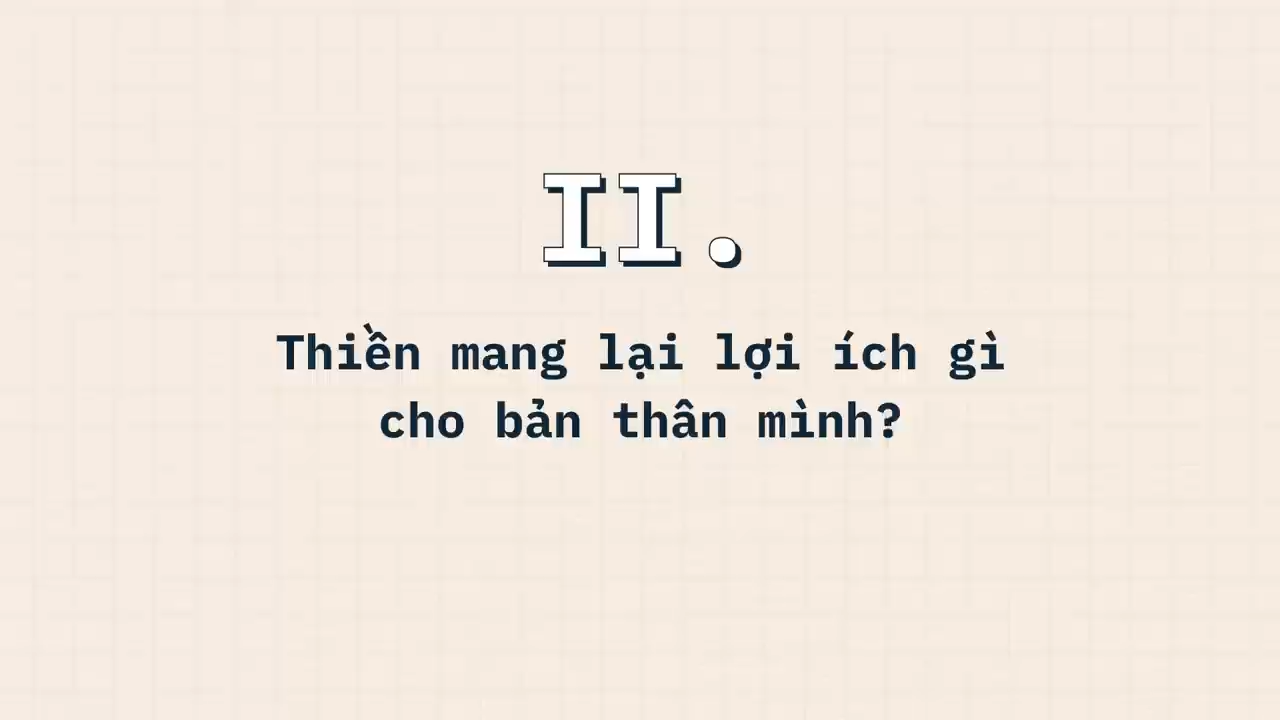 II.
Thiền mang lại lợi ích gì
cho bản thân mình?